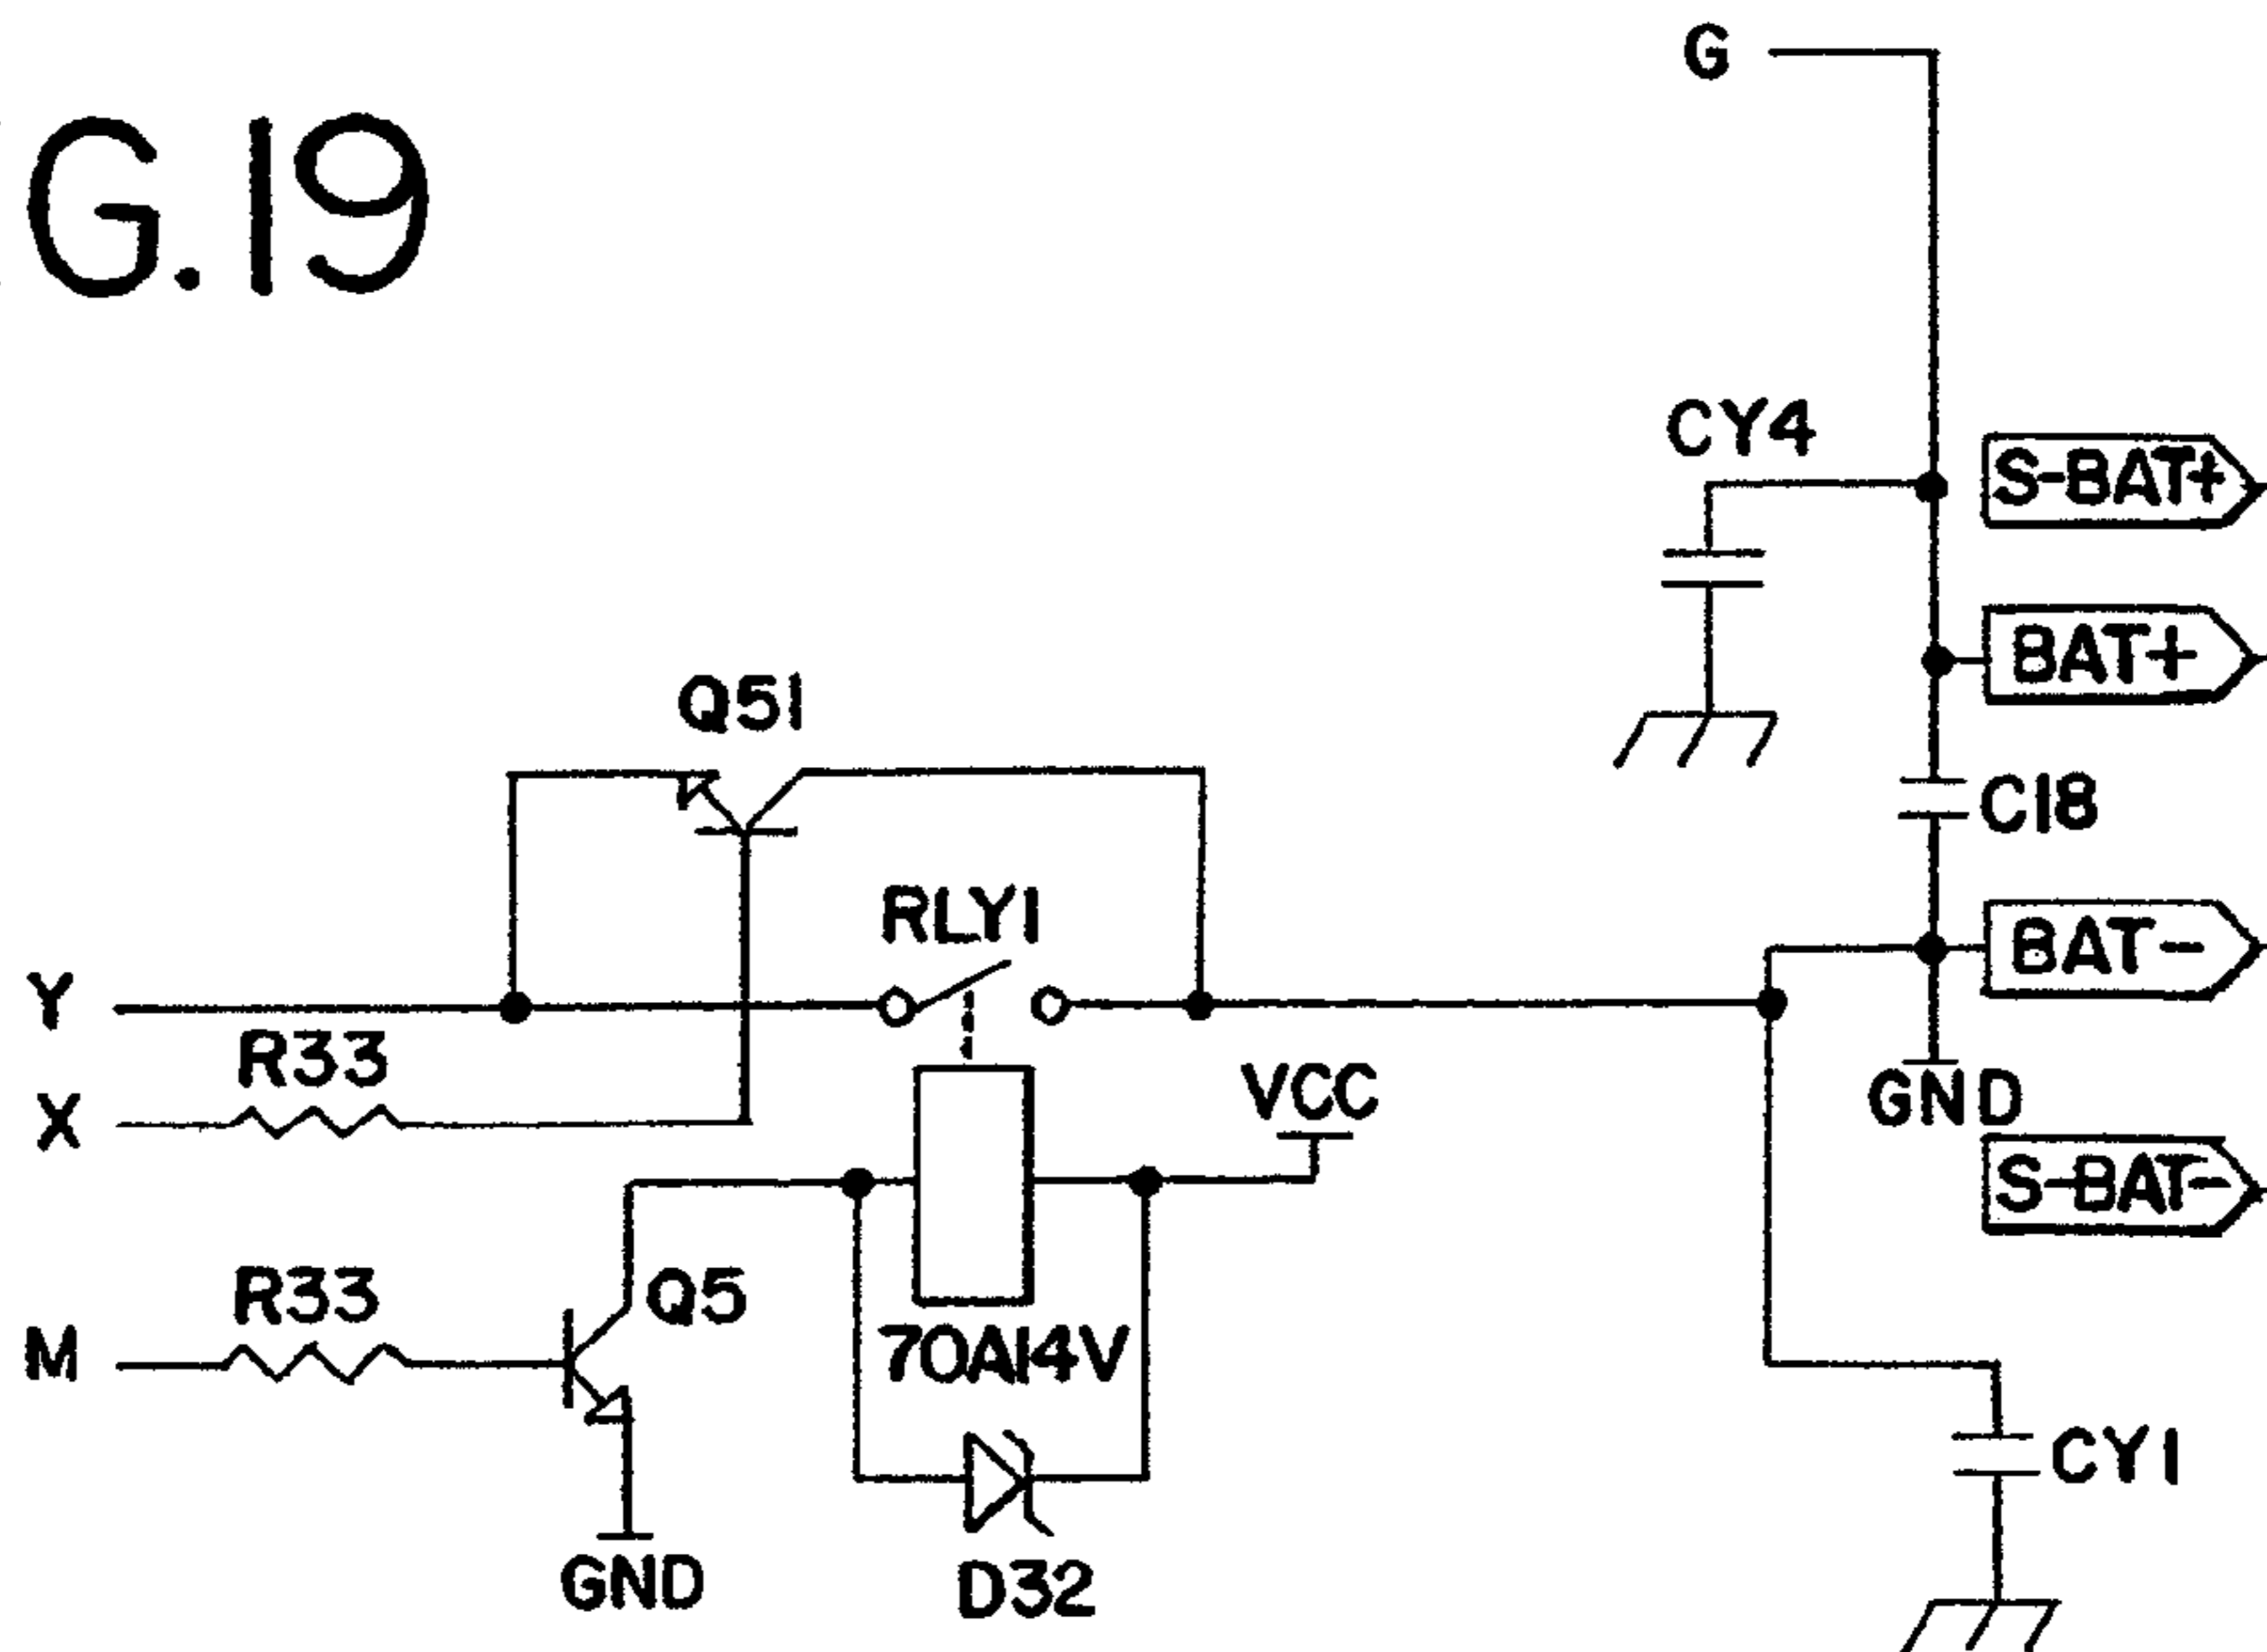 G.19
G
CY4
S-BAT+
BAT+
Q51
C18
RLY1
BAT-
Y
R33
X
VCC
GND
S-BAT-
R33
Q5
M
70A14V
CY1
GND
D32